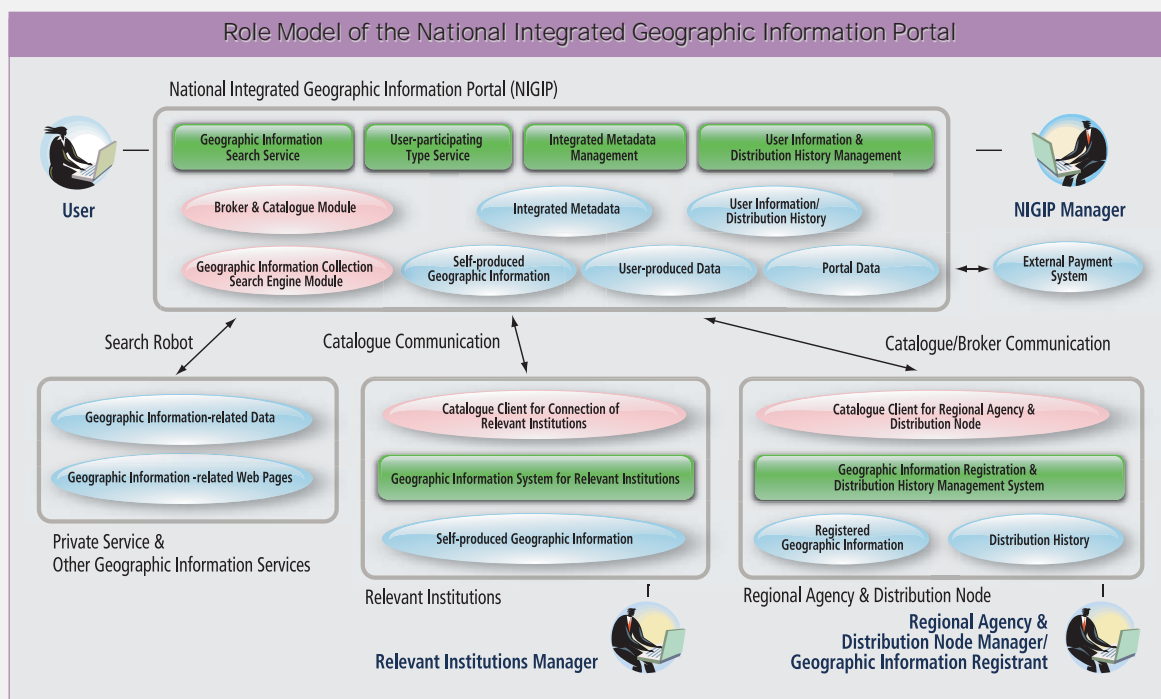 Role Model of the National Integrated Geographic Information Portal
National Integrated Geographic Information Portal (NIGIP)
Geographic Information
Search Service
User-participating
Type Service
Integrated Metadata
Management
User Information &
Distribution History Management
User
NIGIP Manager
Broker & Catalogue Module
Integrated Metadata
User Information/
Distribution History
Geographic Information Collection
Search Engine Module
Self-produced
Geographic Information
User-produced Data
Portal Data
External Payment
System
Search Robot
Catalogue Communication
Catalogue/Broker Communication
Geographic Information-related Data
Geographic Information -related Web Pages
Private Service &
Other Geographic Information Services
Catalogue Client for Connection of
Relevant Institutions
Geographic Information System for Relevant Institutions
Self-produced Geographic Information
Relevant Institutions
Relevant Institutions Manager
Catalogue Client for Regional Agency &
Distribution Node
Geographic Information Registration &
Distribution History Management System
Registered
Geographic Information
Distribution History
Regional Agency & Distribution Node
Regional Agency &
Distribution Node Manager/
Geographic Information Registrant